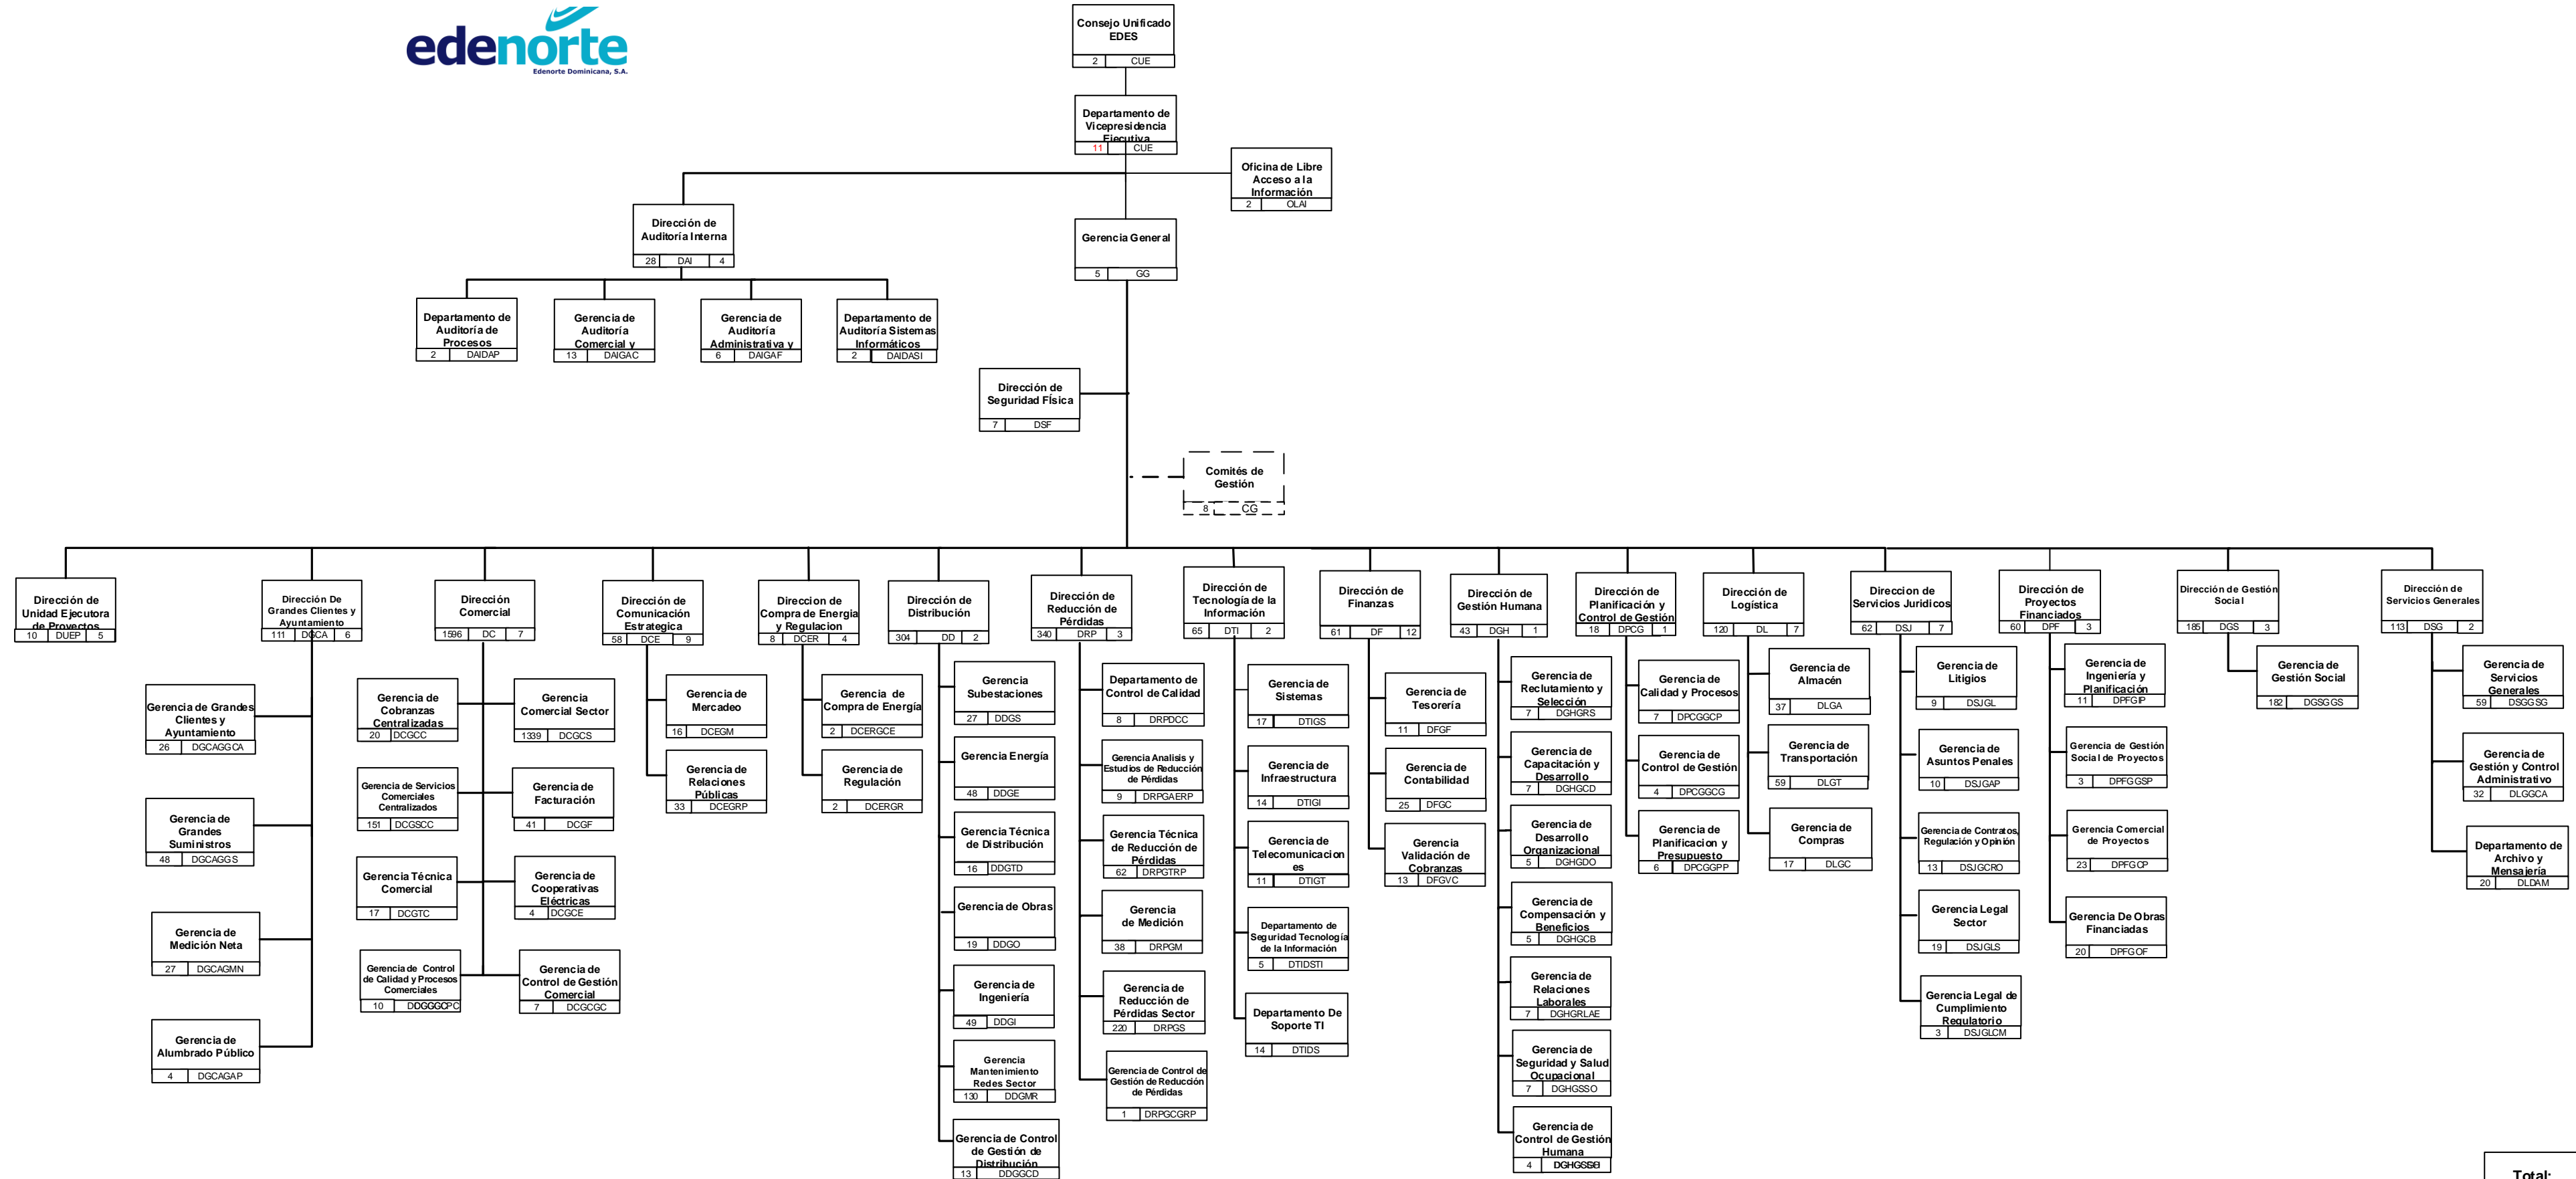 edenorte
Edenorte Dominicana, S.A.
Consejo Unificado
EDES
2 CUE
Departamento de
Vicepresidencia
Ejecutiva
11 CUE
Oficina de Libre
Acceso a la
Información
2 OLAI
Dirección de
Auditoría Interna
28 DAI 4
Gerencia General
5 GG
Departamento de
Auditoría de
Procesos
2 DAIDAP
Gerencia de
Auditoría
Comercial y
13 DAIGAC
Gerencia de
Auditoría
Administrativa y
6 DAIGAF
Departamento de
Auditoría Sistemas
Informáticos
2 DAIDASI
Dirección de
Seguridad FÍsica
7 DSF
Comités de
Gestión
8 CG
Dirección de
Unidad Ejecutora
de Proyectos
10 DUEP 5
Dirección De
Grandes Clientes y
Ayuntamiento
111 DGCA 6
Gerencia de Grandes
Clientes y
Ayuntamiento
26 DGCAGGCA
Gerencia de
Grandes
Suministros
48 DGCAGGS
Gerencia de
Medición Neta
27 DGCAGMN
Gerencia de
Alumbrado Público
4 DGCAGAP
Dirección
Comercial
1596 DC 7
Gerencia de
Cobranzas
Centralizadas
20 DCGCC
Gerencia
Comercial Sector
1339 DCGCS
Gerencia de Servicios
Comerciales
Centralizados
151 DCGSCC
Gerencia de
Facturación
41 DCGF
Gerencia Técnica
Comercial
17 DCGTC
Gerencia de
Cooperativas
Eléctricas
4 DCGCE
Gerencia de Control
de Calidad y Procesos
Comerciales
10
Gerencia de
Control de Gestión
Comercial
7 DCGCGC
Dirección de
Comunicación
Estrategica
58 DCE 9
Gerencia de
Mercadeo
16 DCEGM
Gerencia de
Relaciones
Públicas
33 DCEGRP
Direccion de
Compra de Energia
y Regulacion
8 DCER 4
Gerencia de
Compra de Energía
2 DCERGCE
Gerencia de
Regulación
2 DCERGR
Dirección de
Distribución
304 DD 2
Gerencia
Subestaciones
27 DDGS
Gerencia Energía
48 DDGE
Gerencia Técnica
de Distribución
16 DDGTD
Gerencia de Obras
19 DDGO
Gerencia de
Ingeniería
49 DDGI
Gerencia
Mantenimiento
Redes Sector
130 DDGMR
Gerencia de Control
de Gestión de
Distribución
13 DDGGCD
Dirección de
Reducción de
Pérdidas
340 DRP 3
Departamento de
Control de Calidad
8 DRPDCC
Gerencia Analisis y
Estudios de Reducción
de Pérdidas
9 DRPGAERP
Gerencia Técnica
de Reducción de
Pérdidas
62 DRPGTRP
Gerencia
de Medición
38 DRPGM
Gerencia de
Reducción de
Pérdidas Sector
220 DRPGS
Gerencia de Control de
Gestión de Reducción
de Pérdidas
1 DRPGCGRP
Dirección de
Tecnología de la
Información
65 DTI 2
Gerencia de
Sistemas
17 DTIGS
Gerencia de
Infraestructura
14 DTIGI
Gerencia de
Telecomunicacion
es
11 DTIGT
Departamento de
Seguridad Tecnología
de la Información
5 DTIDSTI
Departamento De
Soporte TI
14 DTIDS
Dirección de
Finanzas
61 DF 12
Gerencia de
Tesorería
11 DFGF
Gerencia de
Contabilidad
25 DFGC
Gerencia
Validación de
Cobranzas
13 DFGVC
Dirección de
Gestión Humana
43 DGH 1
Gerencia de
Reclutamiento y
Selección
7 DGHGRS
Gerencia de
Capacitación y
Desarrollo
7 DGHGCD
Gerencia de
Desarrollo
Organizacional
5 DGHGDO
Gerencia de
Compensación y
Beneficios
5 DGHGCB
Gerencia de
Relaciones
Laborales
7 DGHGRLAE
Gerencia de
Seguridad y Salud
Ocupacional
7 DGHGSSO
Gerencia de
Control de Gestión
Humana
4
Dirección de
Planificación y
Control de Gestión
18 DPCG 1
Gerencia de
Calidad y Procesos
7 DPCGGCP
Gerencia de
Control de Gestión
4 DPCGGCG
Gerencia de
Planificacion y
Presupuesto
6 DPCGGPP
Dirección de
Logística
120 DL 7
Gerencia de
Almacén
37 DLGA
Gerencia de
Transportación
59 DLGT
Gerencia de
Compras
17 DLGC
Direccion de
Servicios Juridicos
62 DSJ 7
Gerencia de
Litigios
9 DSJGL
Gerencia de
Asuntos Penales
10 DSJGAP
Gerencia de Contratos,
Regulación y Opinión
13 DSJGCRO
Gerencia Legal
Sector
19 DSJGLS
Gerencia Legal de
Cumplimiento
Regulatorio
3 DSJGLCM
Dirección de
Proyectos
Financiados
60 DPF 3
Gerencia de
Ingeniería y
Planificación
11 DPFGIP
Gerencia de Gestión
Social de Proyectos
3 DPFGGSP
Gerencia Comercial
de Proyectos
23 DPFGCP
Gerencia De Obras
Financiadas
20 DPFGOF
Dirección de Gestión
Social
185 DGS 3
Gerencia de
Gestión Social
182 DGSGGS
Dirección de
Servicios Generales
113 DSG 2
Gerencia de
Servicios
Generales
59 DSGGSG
Gerencia de
Gestión y Control
Administrativo
32 DLGGCA
Departamento de
Archivo y
Mensajería
20 DLDAM
Total: